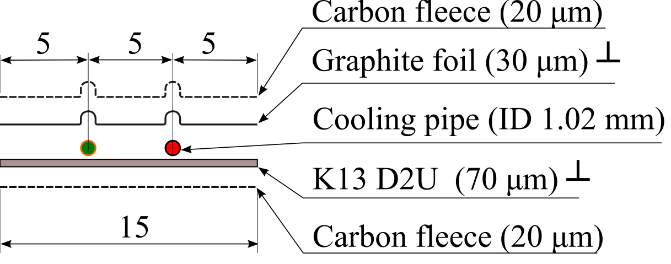 Carbon fleece (20 μm)
5 5 5
Graphite foil (30 μm) ⊥
Cooling pipe (ID 1.02 mm)
K13 D2U (70 μm) ⊥
15
Carbon fleece (20 μm)